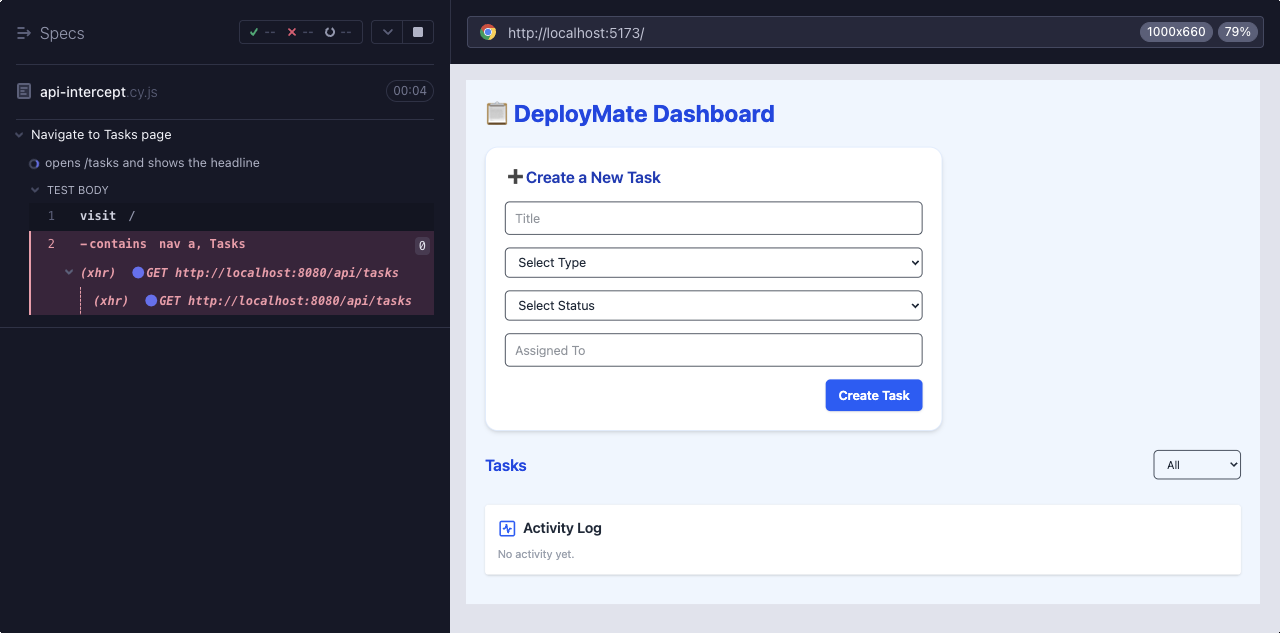 Specs
-- -- --
api-intercept.cy.js
00:04
Navigate to Tasks page
opens /tasks and shows the headline
TEST BODY
1 visit /
2 -contains nav a, Tasks 0
(xhr) GET http://localhost:8080/api/tasks
(xhr) GET http://localhost:8080/api/tasks
http://localhost:5173/
1000x660 79%
DeployMate Dashboard
Create a New Task
Title
Select Type
Select Status
Assigned To
Create Task
Tasks
All
Activity Log
No activity yet.